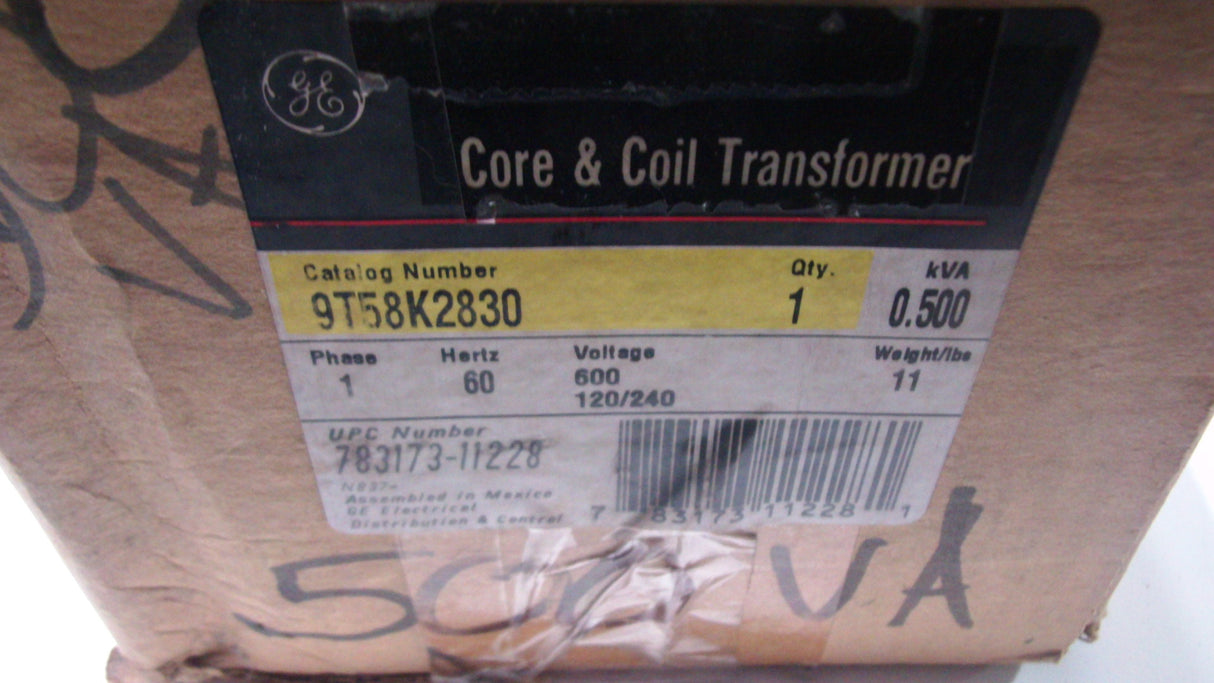 GE
Core & Coil Transformer
Catalog Number Qty. kVA
9T58K2830 1 0.500
Phase Hertz Voltage Weight/lbs
1 60 600 11
120/240
UPC Number
783173-11228
Assembled in Mexico
GE Electrical
Distribution & Control
7 83173 11228 1
500 VA